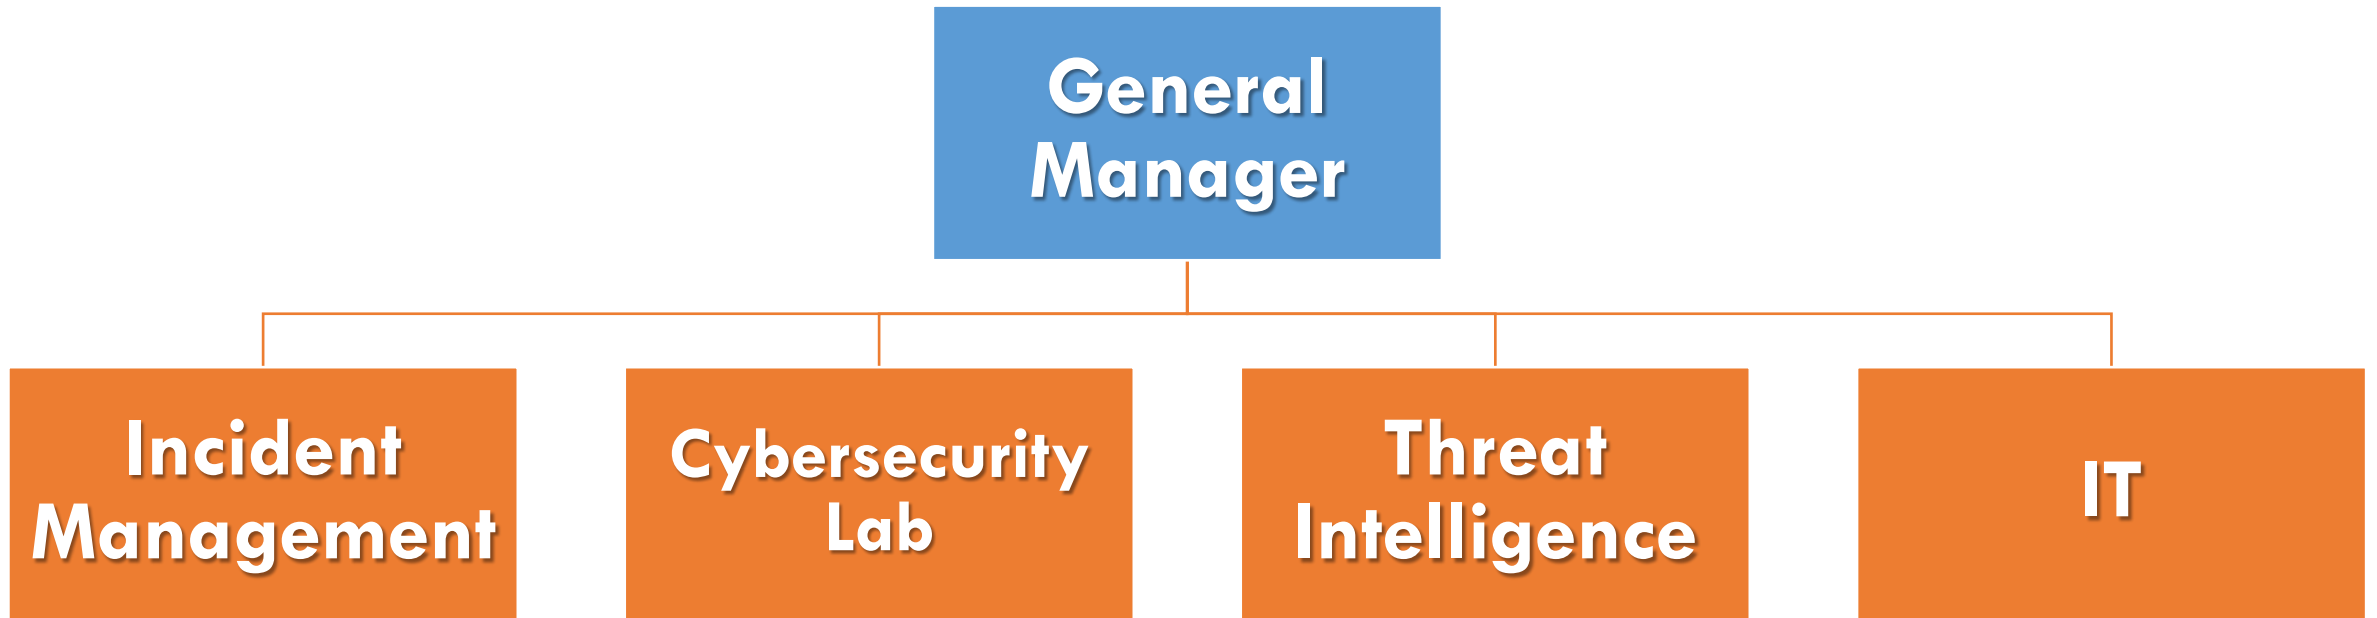 General
Manager
Incident
Management
Cybersecurity
Lab
Threat
Intelligence
IT